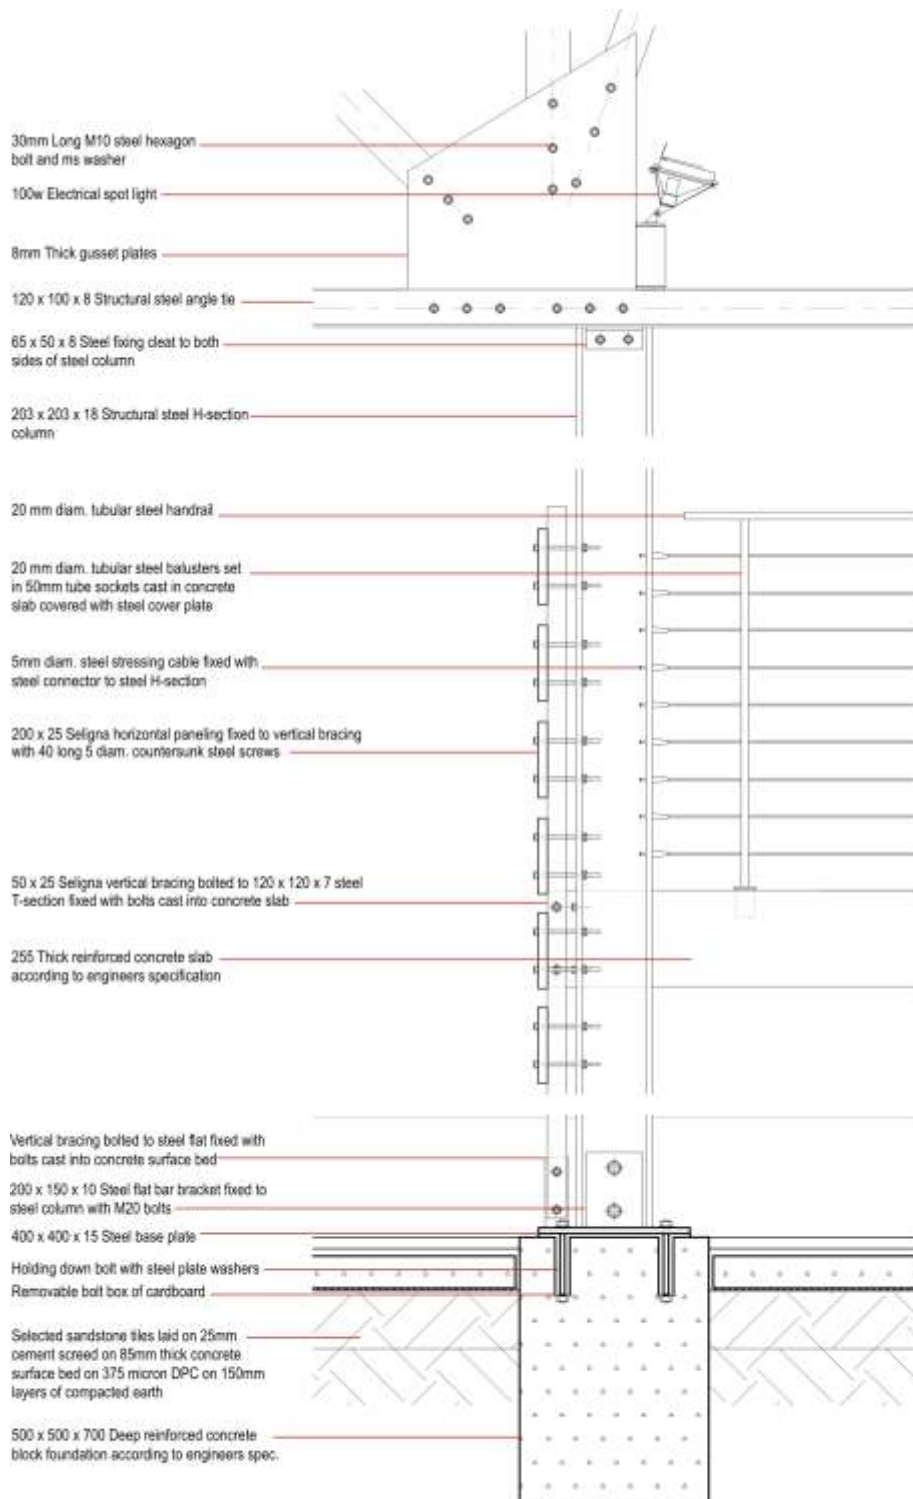 30mm Long M10 steel hexagon
bolt and ms washer
100w Electrical spot light
8mm Thick gusset plates
120 x 100 x 8 Structural steel angle tie
65 x 50 x 8 Steel fixing cleat to both
sides of steel column
203 x 203 x 18 Structural steel H-section
column
20 mm diam. tubular steel handrail
20 mm diam. tubular steel balusters set
in 50mm tube sockets cast in concrete
slab covered with steel cover plate
5mm diam. steel stressing cable fixed with
steel connector to steel H-section
200 x 25 Seligna horizontal paneling fixed to vertical bracing
with 40 long 5 diam. countersunk steel screws
50 x 25 Seligna vertical bracing bolted to 120 x 120 x 7 steel
T-section fixed with bolts cast into concrete slab
255 Thick reinforced concrete slab
according to engineers specification
Vertical bracing bolted to steel flat fixed with
bolts cast into concrete surface bed
200 x 150 x 10 Steel flat bar bracket fixed to
steel column with M20 bolts
400 x 400 x 15 Steel base plate
Holding down bolt with steel plate washers
Removable bolt box of cardboard
Selected sandstone tiles laid on 25mm
cement screed on 85mm thick concrete
surface bed on 375 micron DPC on 150mm
layers of compacted earth
500 x 500 x 700 Deep reinforced concrete
block foundation according to engineers spec.